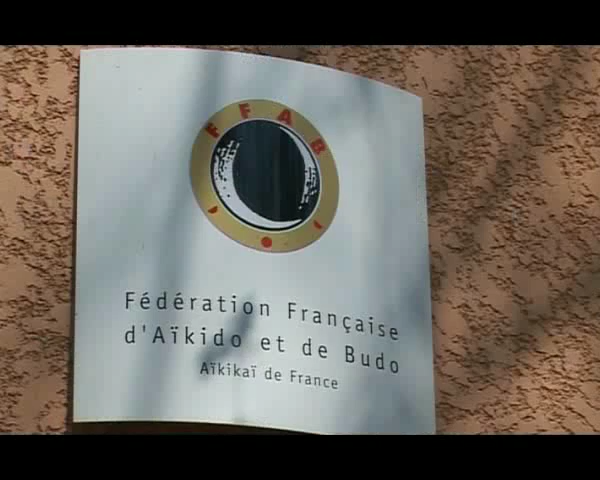 FFAB
Fédération Française
d'Aïkido et de Budo
Aïkikaï de France